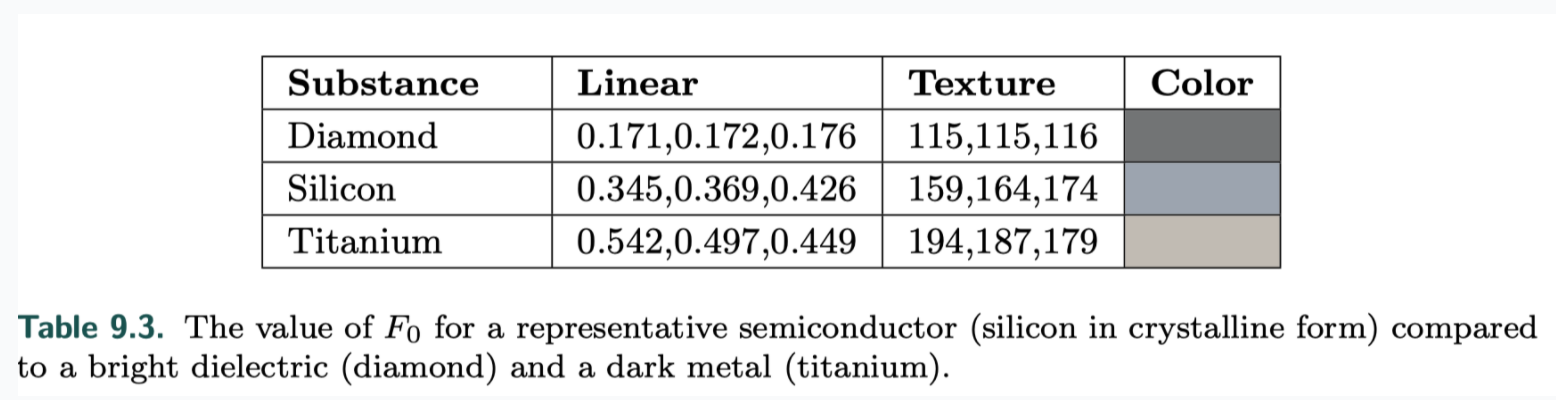 Substance Linear Texture Color
Diamond 0.171,0.172,0.176 115,115,116
Silicon 0.345,0.369,0.426 159,164,174
Titanium 0.542,0.497,0.449 194,187,179
Table 9.3. The value of F₀ for a representative semiconductor (silicon in crystalline form) compared
to a bright dielectric (diamond) and a dark metal (titanium).